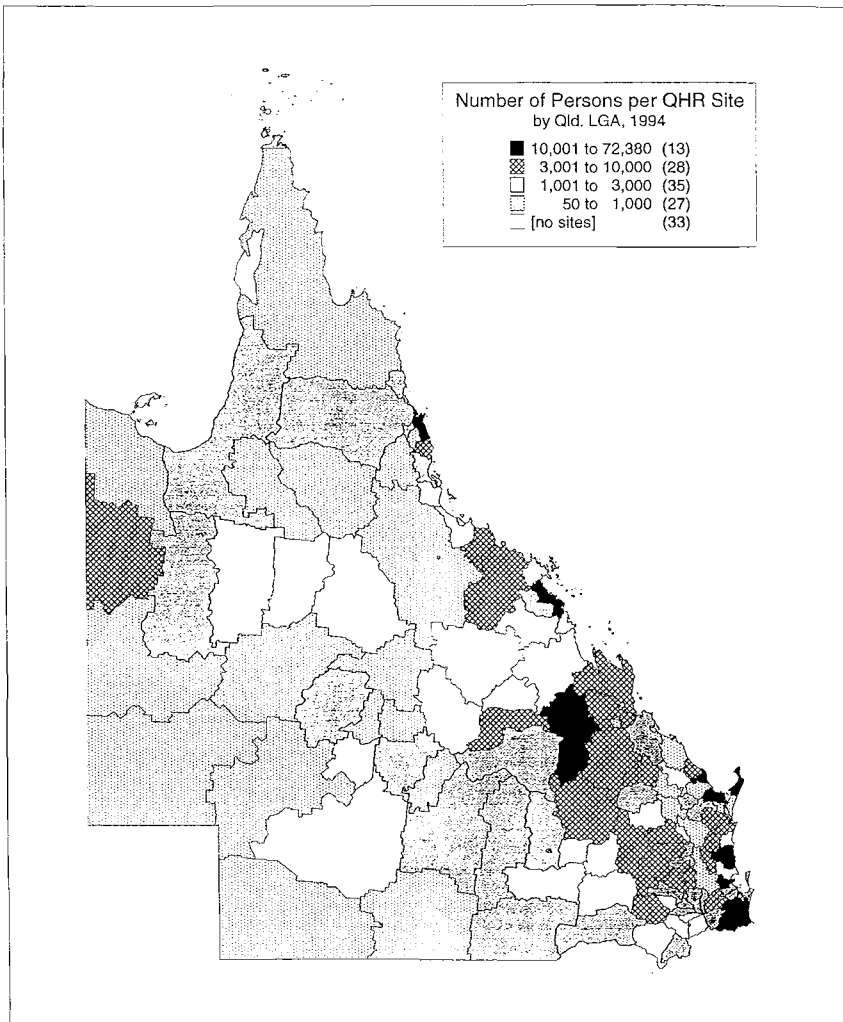 Number of Persons per QHR Site
by Qld. LGA, 1994
10,001 to 72,380 (13)
3,001 to 10,000 (28)
1,001 to 3,000 (35)
50 to 1,000 (27)
[no sites] (33)